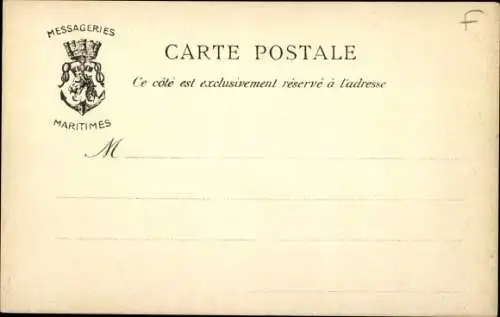 MESSAGERIES
MARITIMES
CARTE POSTALE
Ce côté est exclusivement réservé à l'adresse
M
F